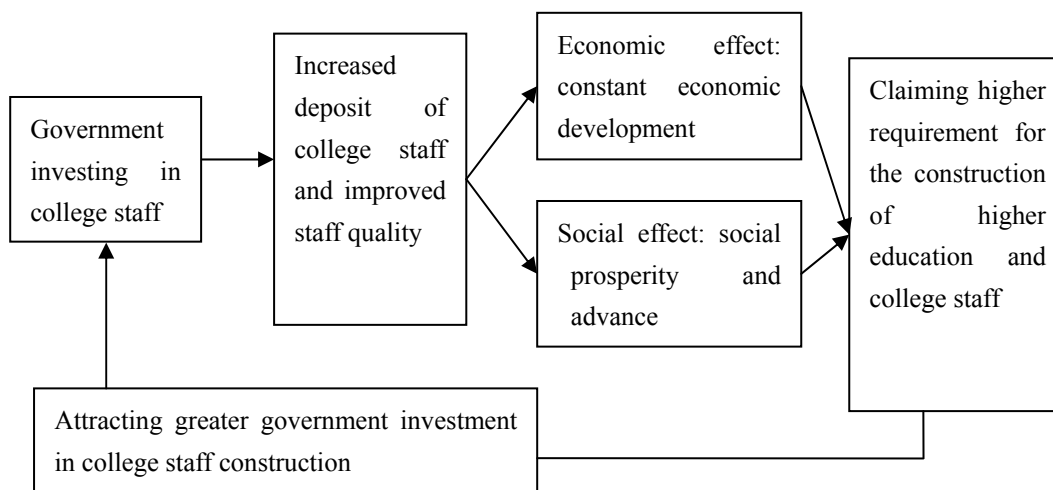 Government
investing in
college staff
Increased
deposit of
college staff
and improved
staff quality
Economic effect:
constant economic
development
Social effect: social
prosperity and
advance
Claiming higher
requirement for
the construction
of higher
education and
college staff
Attracting greater government investment
in college staff construction